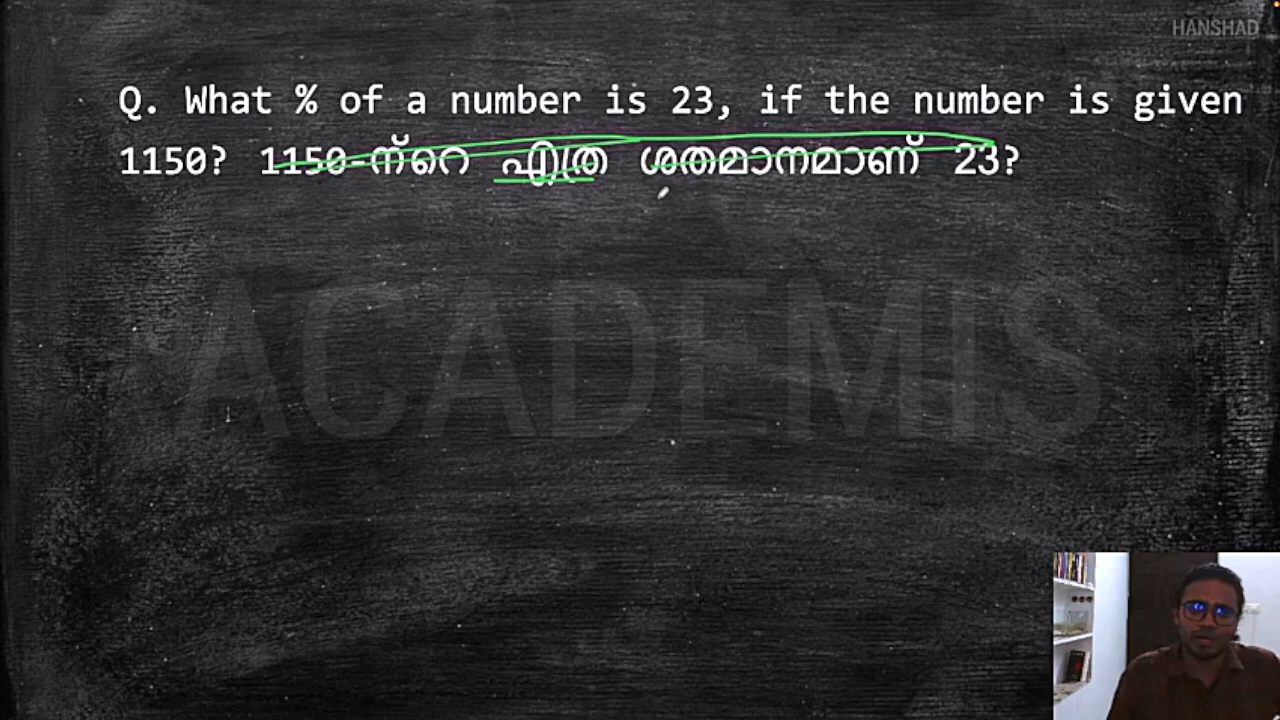 HANSHAD
Q. What % of a number is 23, if the number is given
1150? 1150-ന്റെ എത്ര ശതമാനമാണ് 23?
ACADEMIS